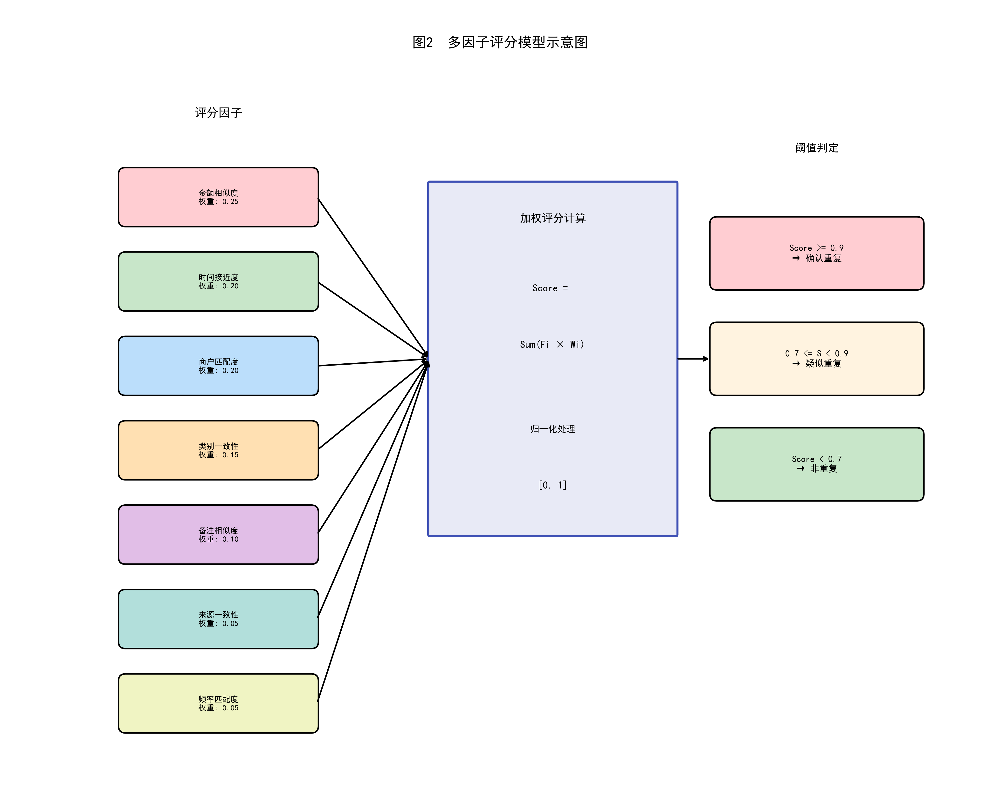 图2  多因子评分模型示意图
评分因子
金额相似度
权重: 0.25
时间接近度
权重: 0.20
商户匹配度
权重: 0.20
类别一致性
权重: 0.15
备注相似度
权重: 0.10
来源一致性
权重: 0.05
频率匹配度
权重: 0.05
加权评分计算
Score =
Sum(Fi × Wi)
归一化处理
[0, 1]
阈值判定
Score >= 0.9
→ 确认重复
0.7 <= S < 0.9
→ 疑似重复
Score < 0.7
→ 非重复